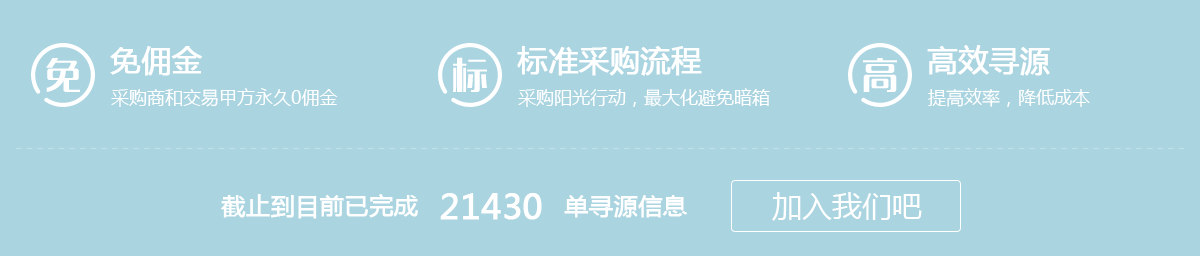 免 免佣金
采购商和交易甲方永久0佣金
标 标准采购流程
采购阳光行动，最大化避免暗箱
高 高效寻源
提高效率，降低成本
截止到目前已完成 21430 单寻源信息 加入我们吧